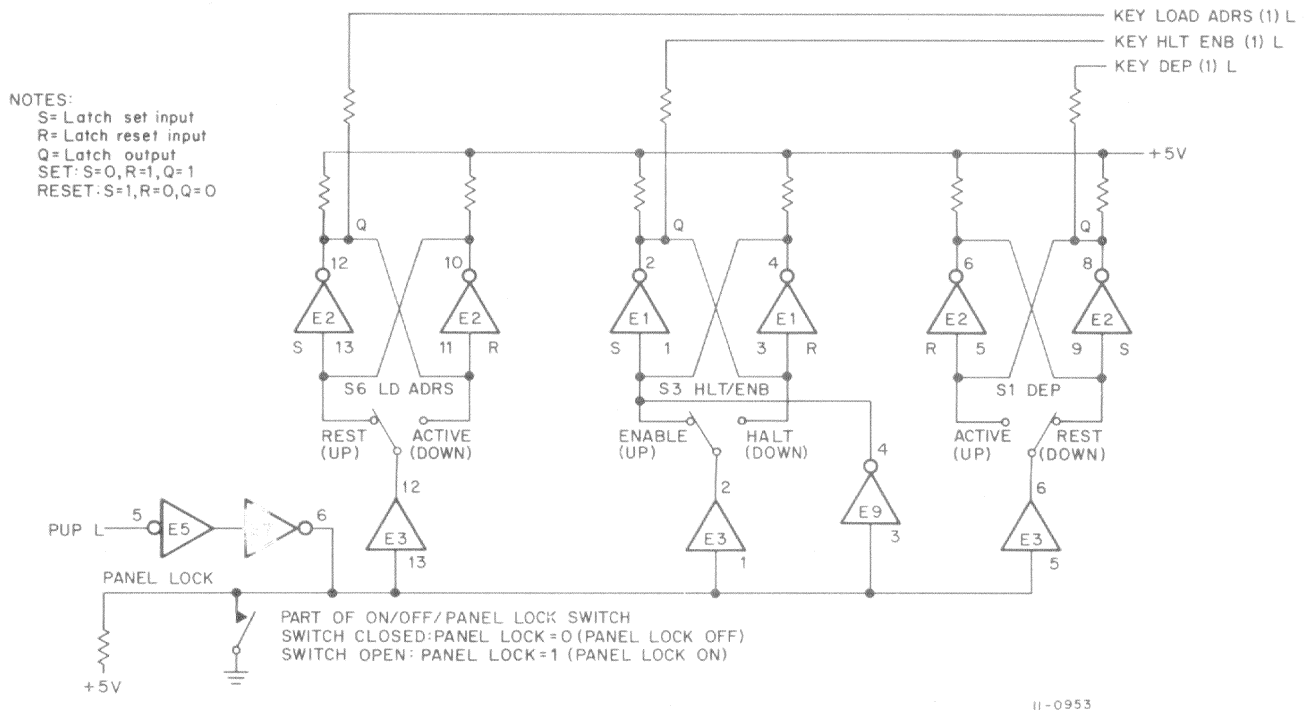 KEY LOAD ADRS (1) L
KEY HLT ENB (1) L
KEY DEP (1) L
NOTES:
S= Latch set input
R= Latch reset input
Q= Latch output
SET: S=0, R=1, Q=1
RESET: S=1, R=0, Q=0
+5V
Q Q Q
12 10 2 4 6 8
E2 E2 E1 E1 E2 E2
S 13 11 R S 1 3 R R 5 9 S
S6 LD ADRS S3 HLT/ENB S1 DEP
REST ACTIVE ENABLE HALT ACTIVE REST
(UP) (DOWN) (UP) (DOWN) (UP) (DOWN)
4
12 2 6
PUP L 5 E5 6 E3 E3 E9 E3
13 1 3 5
PANEL LOCK
PART OF ON/OFF/PANEL LOCK SWITCH
SWITCH CLOSED: PANEL LOCK = 0 (PANEL LOCK OFF)
SWITCH OPEN: PANEL LOCK = 1 (PANEL LOCK ON)
+5V
11-0953